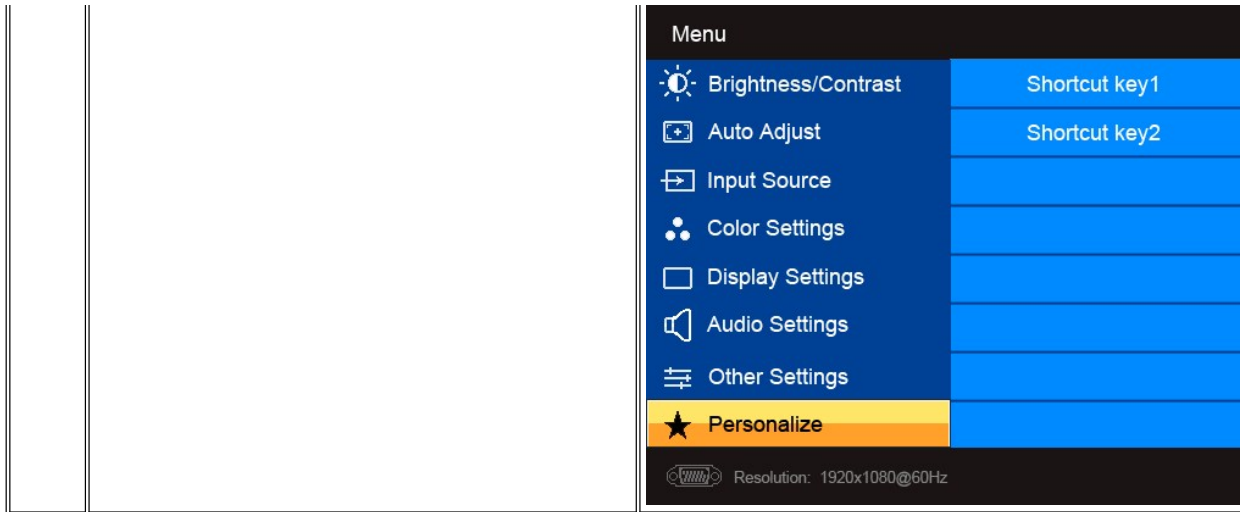 Menu
Brightness/Contrast
Shortcut key1
Auto Adjust
Shortcut key2
Input Source
Color Settings
Display Settings
Audio Settings
Other Settings
Personalize
Resolution: 1920x1080@60Hz